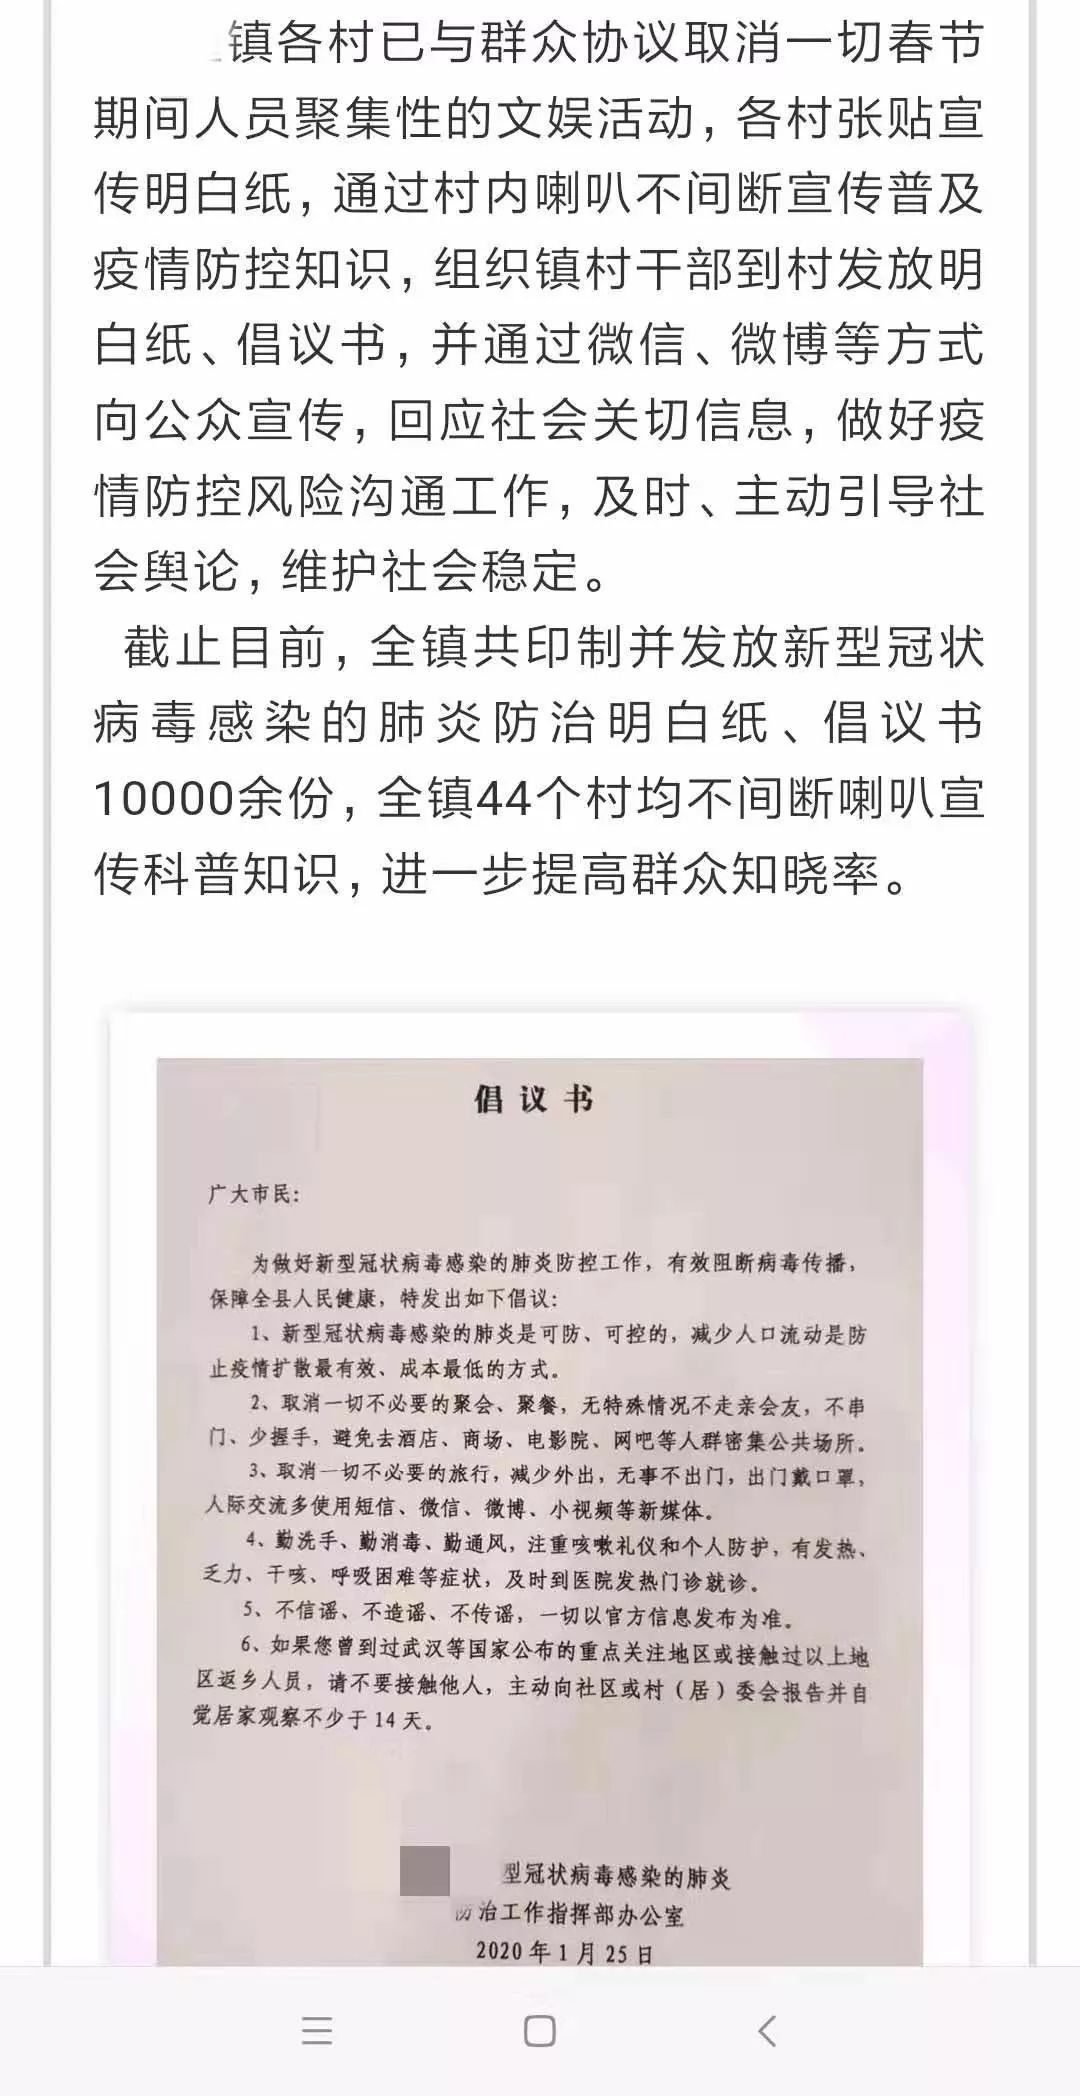 镇各村已与群众协议取消一切春节
期间人员聚集性的文娱活动，各村张贴宣
传明白纸，通过村内喇叭不间断宣传普及
疫情防控知识，组织镇村干部到村发放明
白纸、倡议书，并通过微信、微博等方式
向公众宣传，回应社会关切信息，做好疫
情防控风险沟通工作，及时、主动引导社
会舆论，维护社会稳定。
截止目前，全镇共印制并发放新型冠状
病毒感染的肺炎防治明白纸、倡议书
10000余份，全镇44个村均不间断喇叭宣
传科普知识，进一步提高群众知晓率。
倡议书
广大市民：
为做好新型冠状病毒感染的肺炎防控工作，有效阻断病毒传播，
保障全县人民健康，特发出如下倡议：
1、新型冠状病毒感染的肺炎是可防、可控的，减少人口流动是防
止疫情扩散最有效、成本最低的方式。
2、取消一切不必要的聚会、聚餐，无特殊情况不走亲会友，不串
门、少握手，避免去酒店、商场、电影院、网吧等人群密集公共场所。
3、取消一切不必要的旅行，减少外出，无事不出门，出门戴口罩，
人际交流多使用短信、微信、微博、小视频等新媒体。
4、勤洗手、勤消毒、勤通风，注重咳嗽礼仪和个人防护，有发热、
乏力、干咳、呼吸困难等症状，及时到医院发热门诊就诊。
5、不信谣、不造谣、不传谣，一切以官方信息发布为准。
6、如果您曾到过武汉等国家公布的重点关注地区或接触过以上地
区返乡人员，请不要接触他人，主动向社区或村（居）委会报告并自
觉居家观察不少于14天。
型冠状病毒感染的肺炎
防治工作指挥部办公室
2020年1月25日